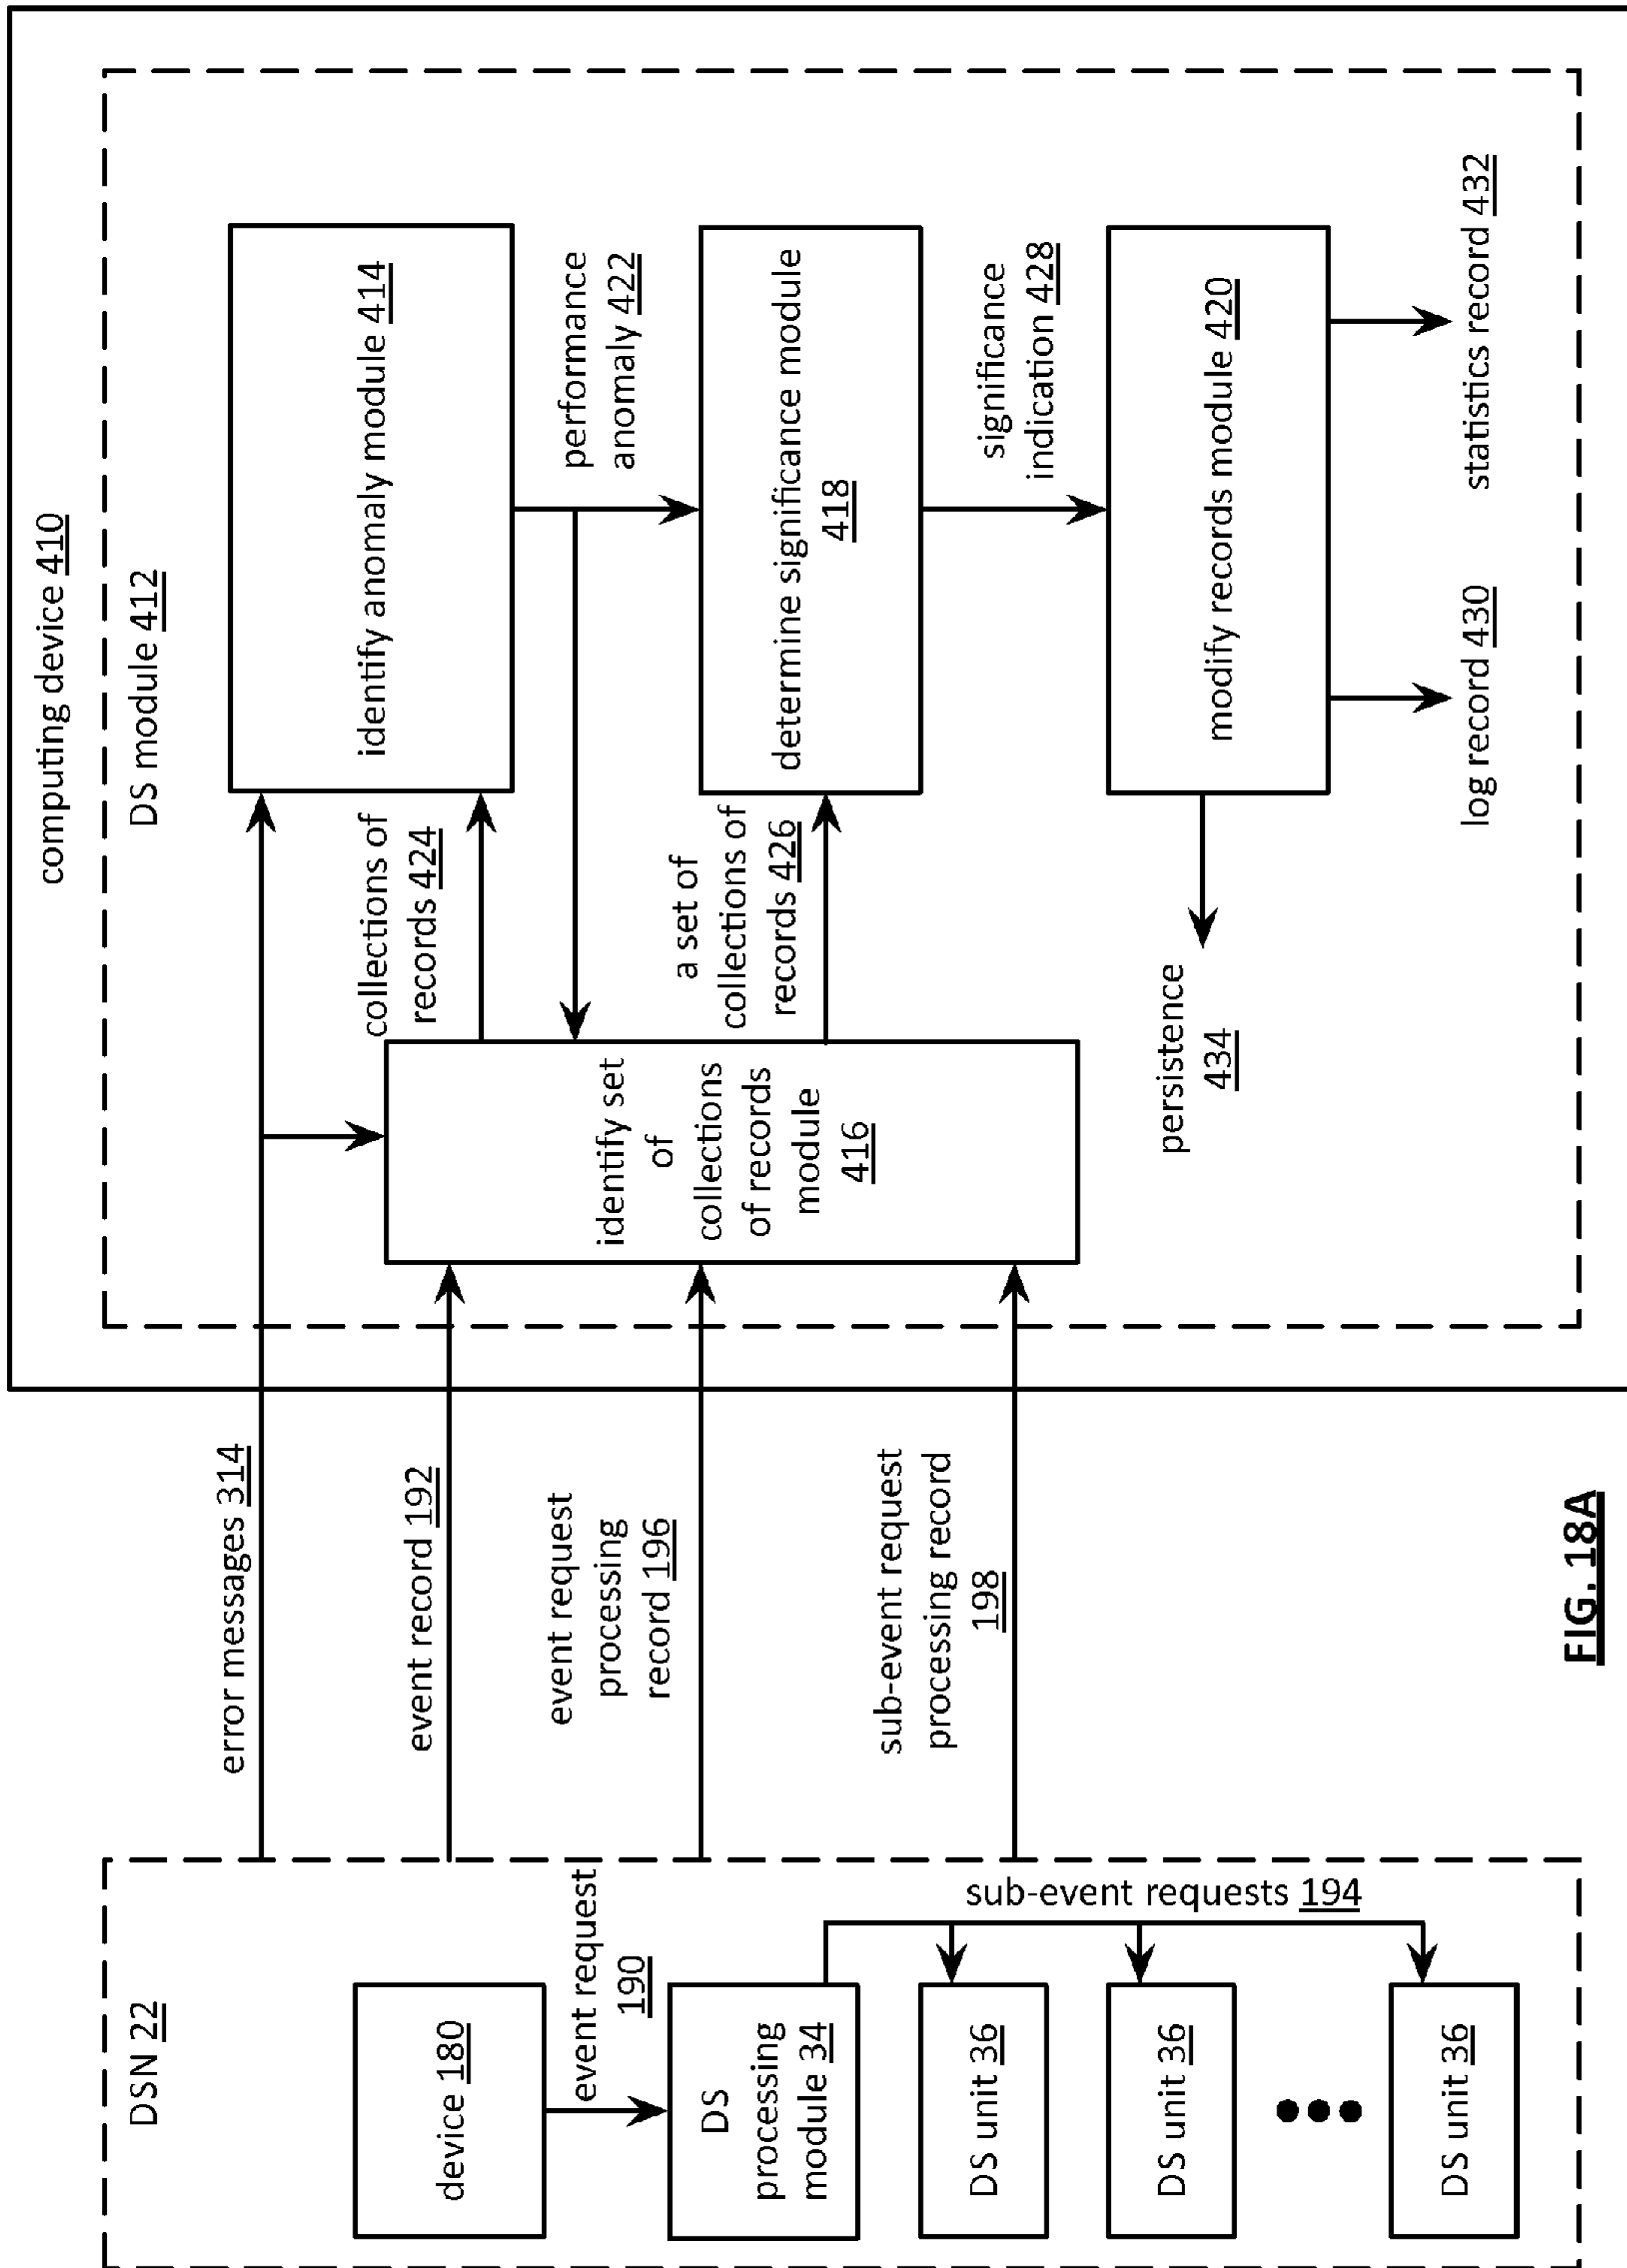 computing device 410
DS module 412
DSN 22
error messages 314
identify anomaly module 414
collections of
records 424
device 180
event record 192
event request
190
performance
anomaly 422
event request
processing
record 196
identify set
of
collections
of records
module
416
a set of
collections of
records 426
determine significance module
418
DS
processing
module 34
sub-event requests 194
sub-event request
processing record
198
significance
indication 428
DS unit 36
DS unit 36
DS unit 36
persistence
434
modify records module 420
log record 430
statistics record 432
FIG. 18A